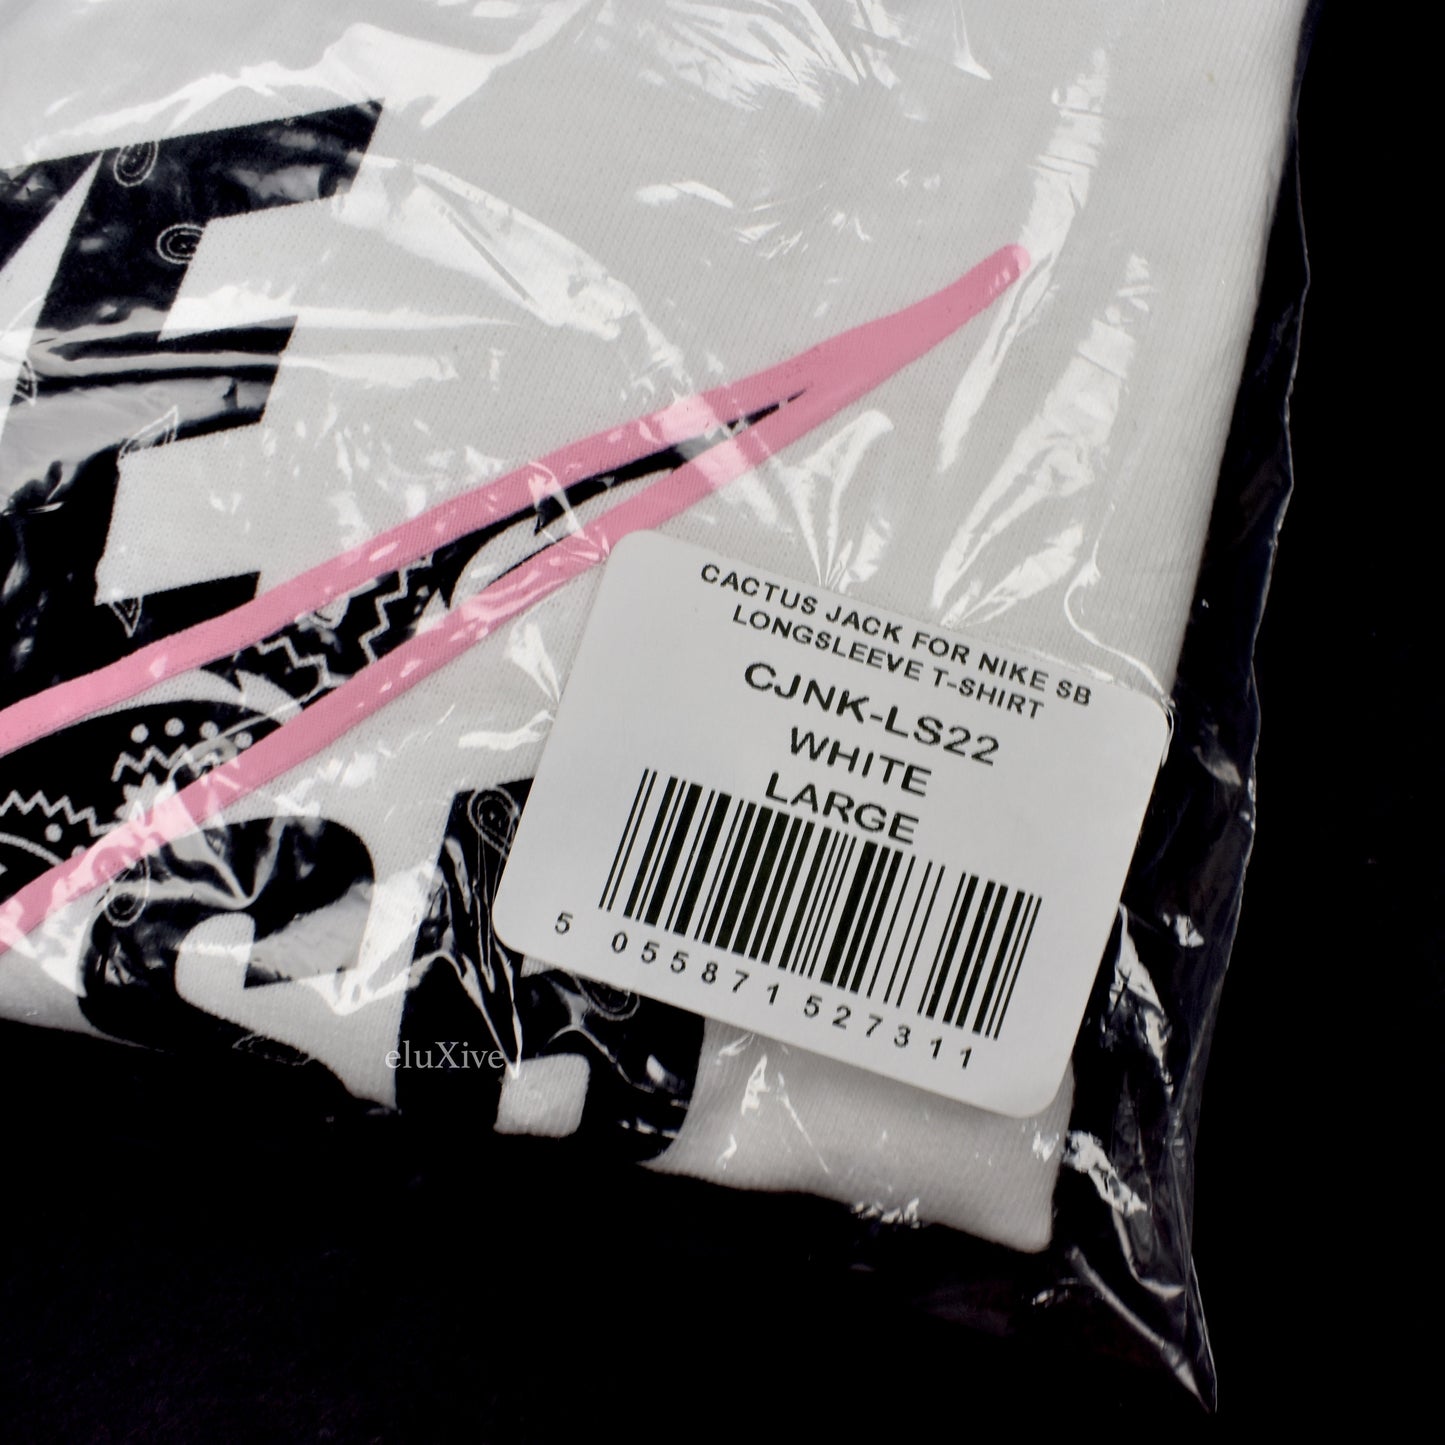 CACTUS JACK FOR NIKE SB
LONGSLEEVE T-SHIRT
CJNK-LS22
WHITE
LARGE
5 055871 527311
eluXive